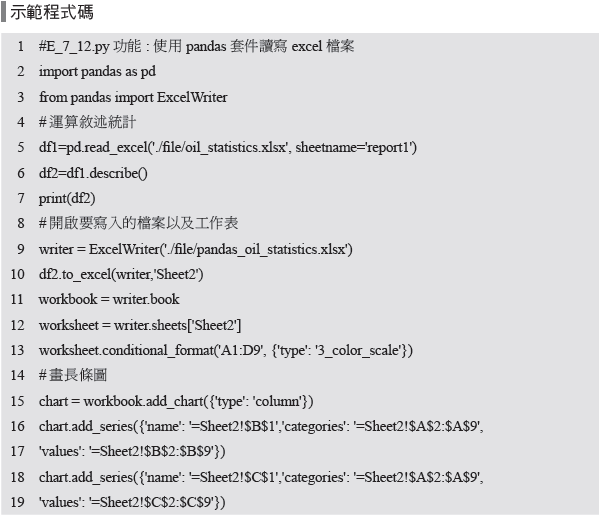 示範程式碼
1 #E_7_12.py 功能 : 使用 pandas 套件讀寫 excel 檔案
2 import pandas as pd
3 from pandas import ExcelWriter
4 # 運算敘述統計
5 df1=pd.read_excel('./file/oil_statistics.xlsx', sheetname='report1')
6 df2=df1.describe()
7 print(df2)
8 # 開啟要寫入的檔案以及工作表
9 writer = ExcelWriter('./file/pandas_oil_statistics.xlsx')
10 df2.to_excel(writer,'Sheet2')
11 workbook = writer.book
12 worksheet = writer.sheets['Sheet2']
13 worksheet.conditional_format('A1:D9', {'type': '3_color_scale'})
14 # 畫長條圖
15 chart = workbook.add_chart({'type': 'column'})
16 chart.add_series({'name': '=Sheet2!$B$1','categories': '=Sheet2!$A$2:$A$9',
17 'values': '=Sheet2!$B$2:$B$9'})
18 chart.add_series({'name': '=Sheet2!$C$1','categories': '=Sheet2!$A$2:$A$9',
19 'values': '=Sheet2!$C$2:$C$9'})